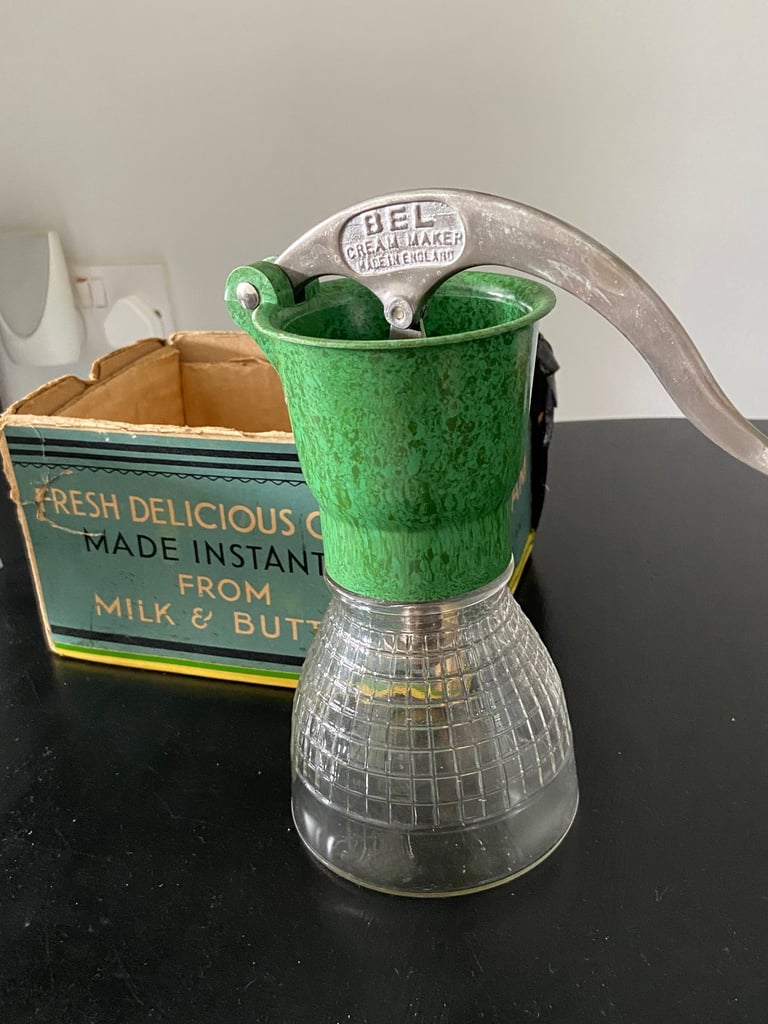 BEL
CREAM MAKER
MADE IN ENGLAND
FRESH DELICIOUS C
MADE INSTANT
FROM
MILK & BUTT